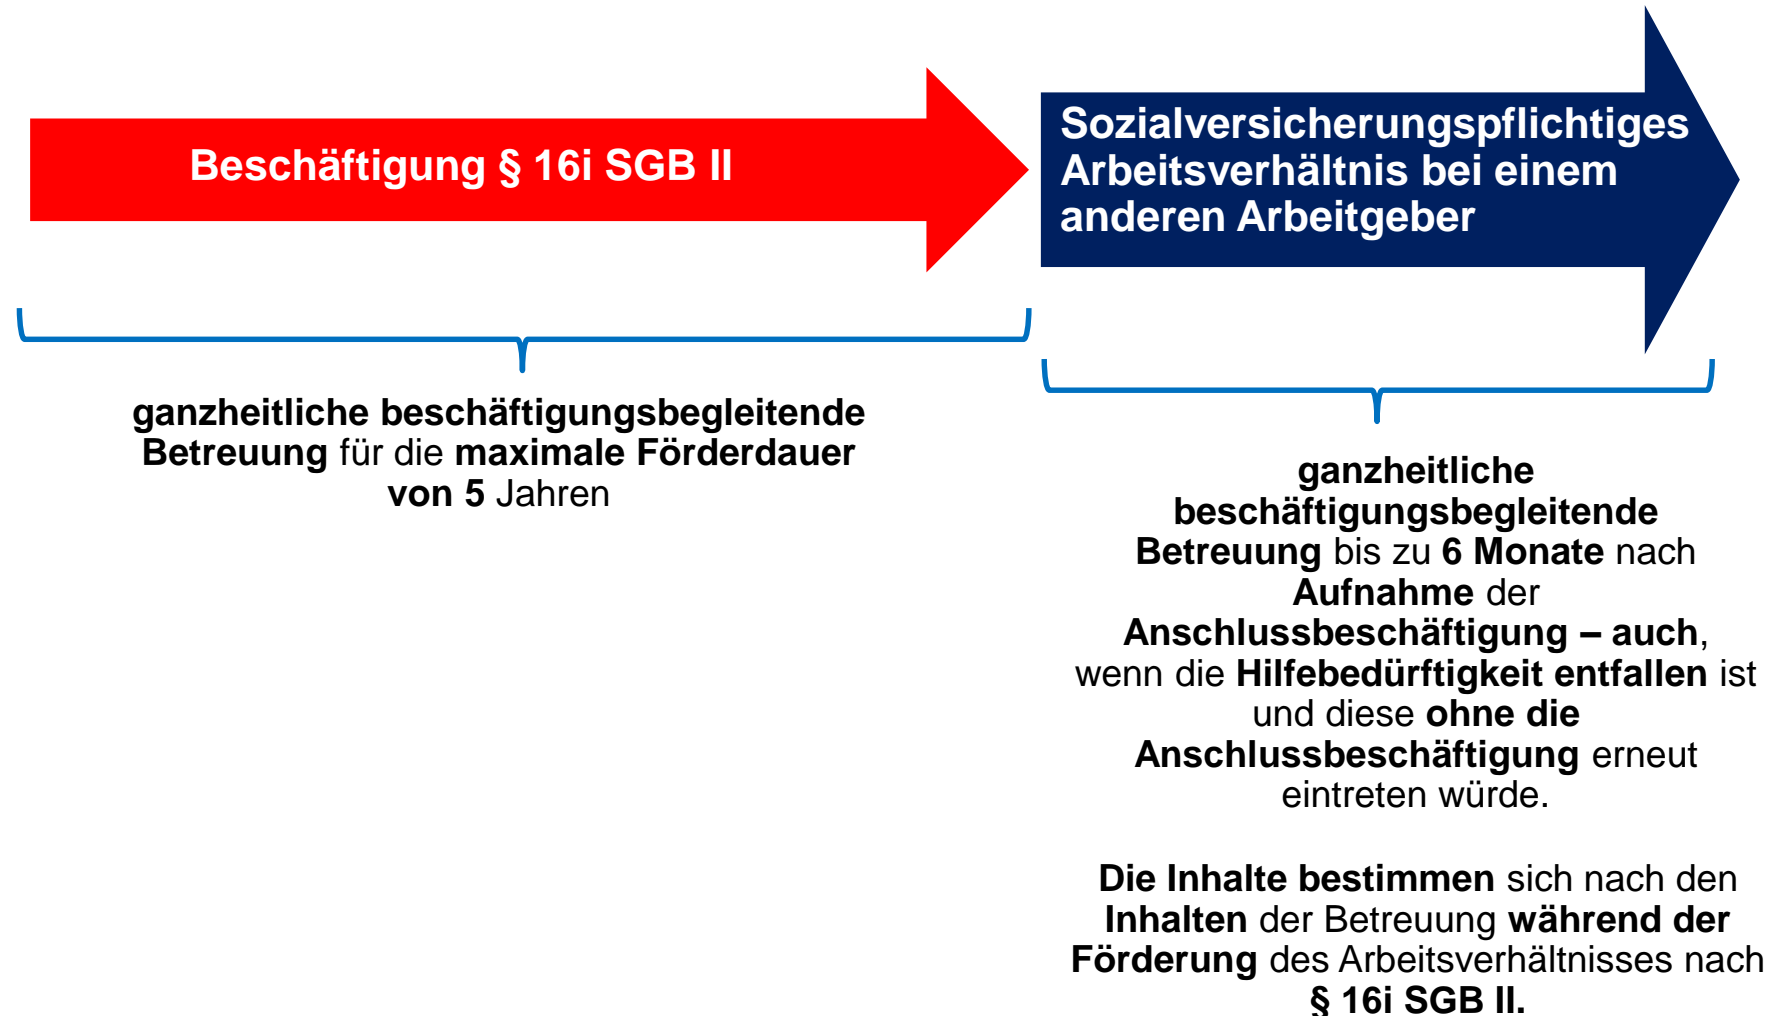 Beschäftigung § 16i SGB II
Sozialversicherungspflichtiges
Arbeitsverhältnis bei einem
anderen Arbeitgeber
ganzheitliche beschäftigungsbegleitende
Betreuung für die maximale Förderdauer
von 5 Jahren
ganzheitliche
beschäftigungsbegleitende
Betreuung bis zu 6 Monate nach
Aufnahme der
Anschlussbeschäftigung – auch,
wenn die Hilfebedürftigkeit entfallen ist
und diese ohne die
Anschlussbeschäftigung erneut
eintreten würde.
Die Inhalte bestimmen sich nach den
Inhalten der Betreuung während der
Förderung des Arbeitsverhältnisses nach
§ 16i SGB II.